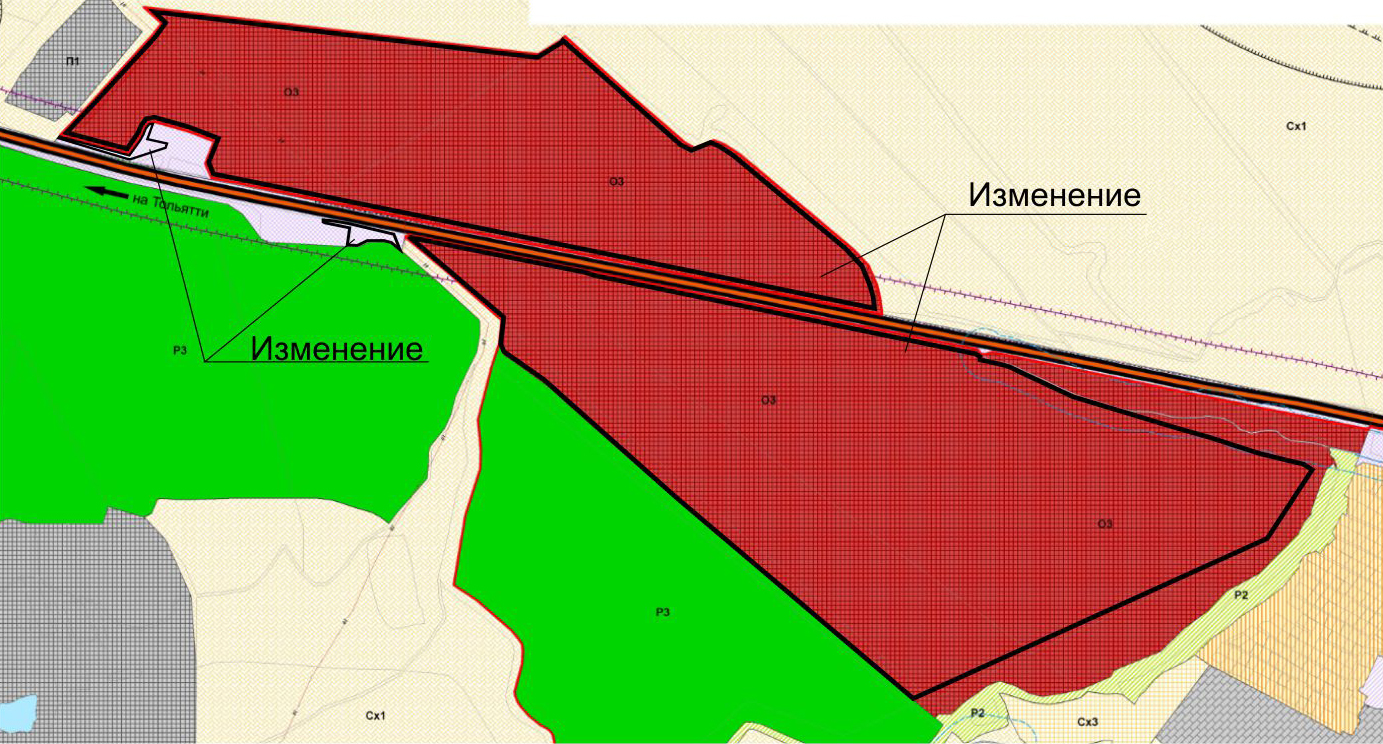 П1
О3
Сх1
О3
Изменение
на Тольятти
Р3
Изменение
О3
О3
Р2
Р3
Р2
Сх1
Сх3